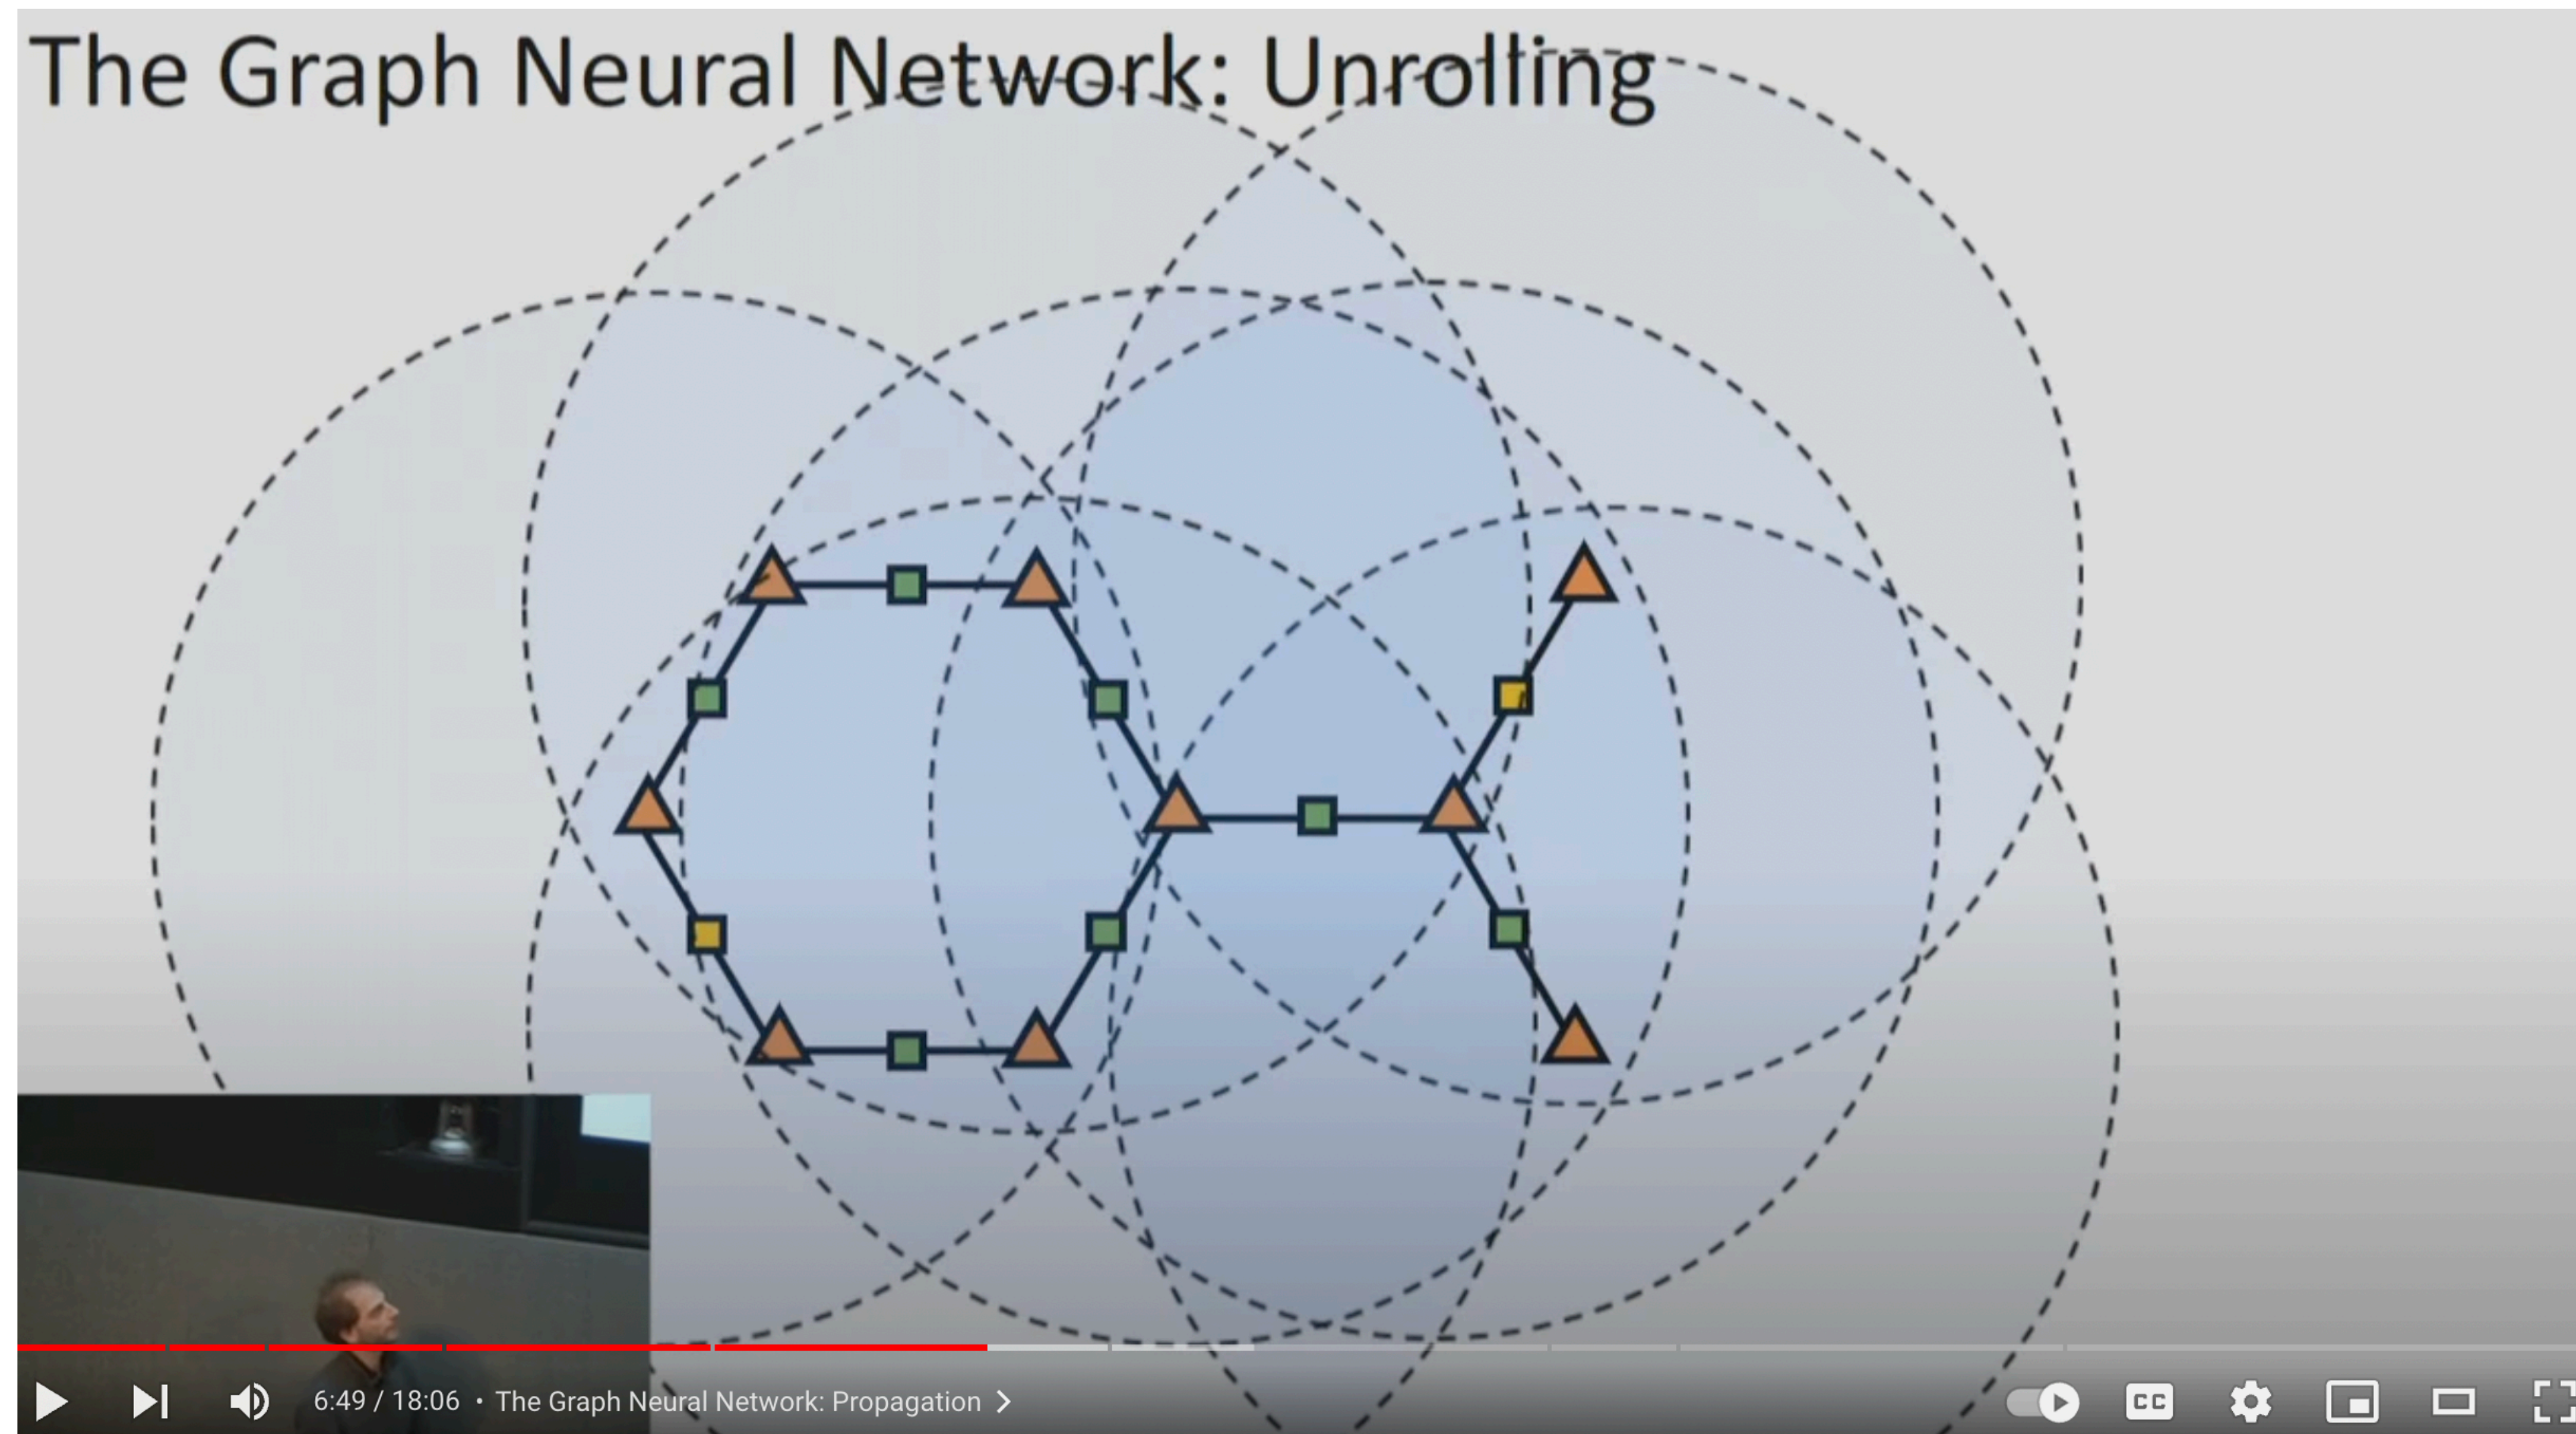 The Graph Neural Network: Unrolling
6:49 / 18:06 • The Graph Neural Network: Propagation
CC